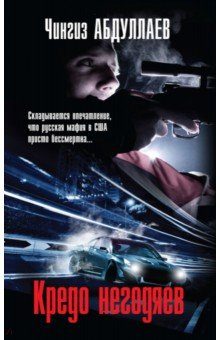 Чингиз АБДУЛЛАЕВ
Складывается впечатление,
что русская мафия в США
просто бессмертна...
Кредо негодяев